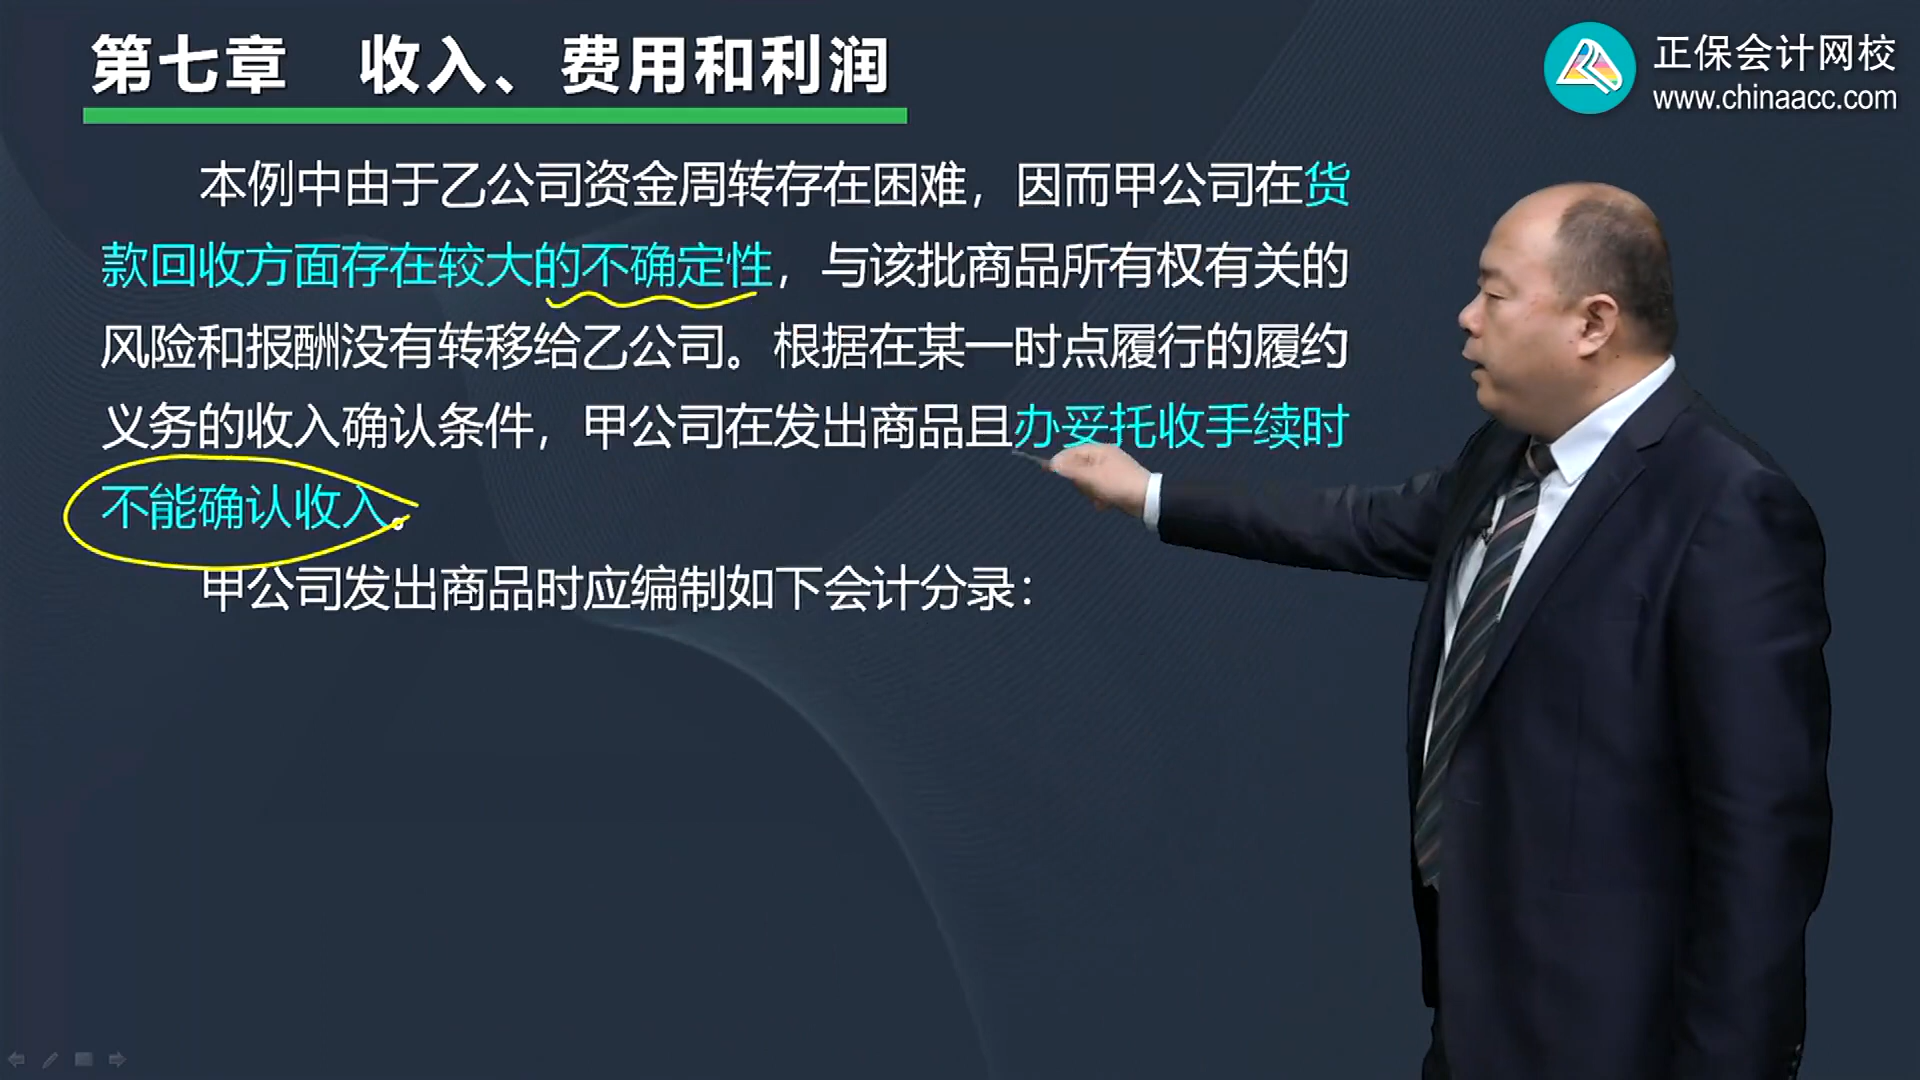 第七章 收入、费用和利润
正保会计网校
www.chinaacc.com
本例中由于乙公司资金周转存在困难，因而甲公司在货
款回收方面存在较大的不确定性，与该批商品所有权有关的
风险和报酬没有转移给乙公司。根据在某一时点履行的履约
义务的收入确认条件，甲公司在发出商品且办妥托收手续时
不能确认收入。
甲公司发出商品时应编制如下会计分录：